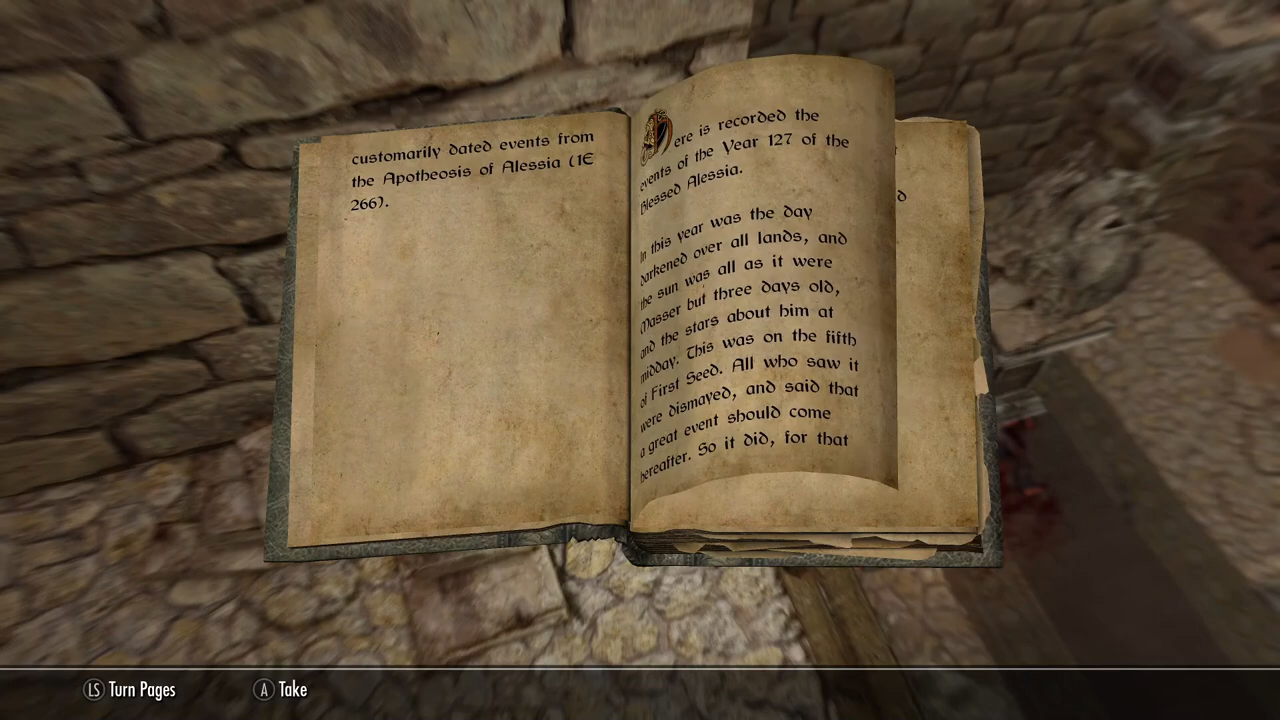 customarily dated events from
the Apotheosis of Alessia (1E
266).
Here is recorded the
events of the Year 127 of the
Blessed Alessia.
In this year was the day
darkened over all lands, and
the sun was all as it were
Masser but three days old,
and the stars about him at
midday. This was on the fifth
of First Seed. All who saw it
were dismayed, and said that
a great event should come
hereafter. So it did, for that
d
LS Turn Pages
A Take